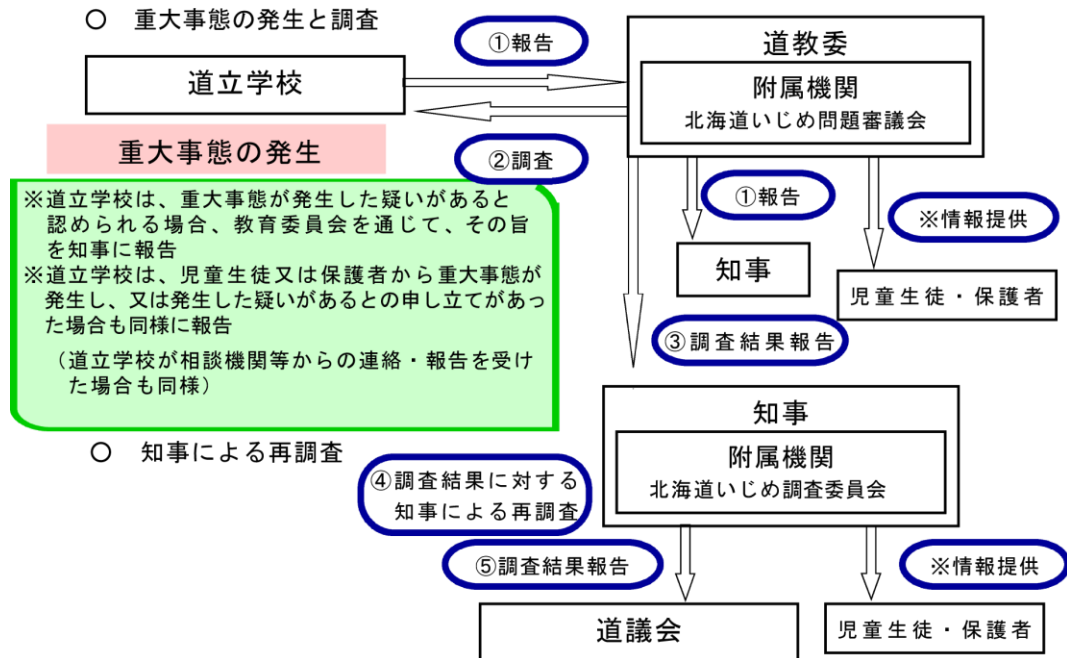 ○　重大事態の発生と調査
①報告
道教委
附属機関
北海道いじめ問題審議会
道立学校
重大事態の発生
②調査
※道立学校は、重大事態が発生した疑いがあると
認められる場合、教育委員会を通じて、その旨
を知事に報告
※道立学校は、児童生徒又は保護者から重大事態が
発生し、又は発生した疑いがあるとの申し立てがあっ
た場合も同様に報告
（道立学校が相談機関等からの連絡・報告を受け
た場合も同様）
①報告
※情報提供
知事
児童生徒・保護者
③調査結果報告
知事
附属機関
北海道いじめ調査委員会
○　知事による再調査
④調査結果に対する
知事による再調査
⑤調査結果報告
※情報提供
道議会
児童生徒・保護者